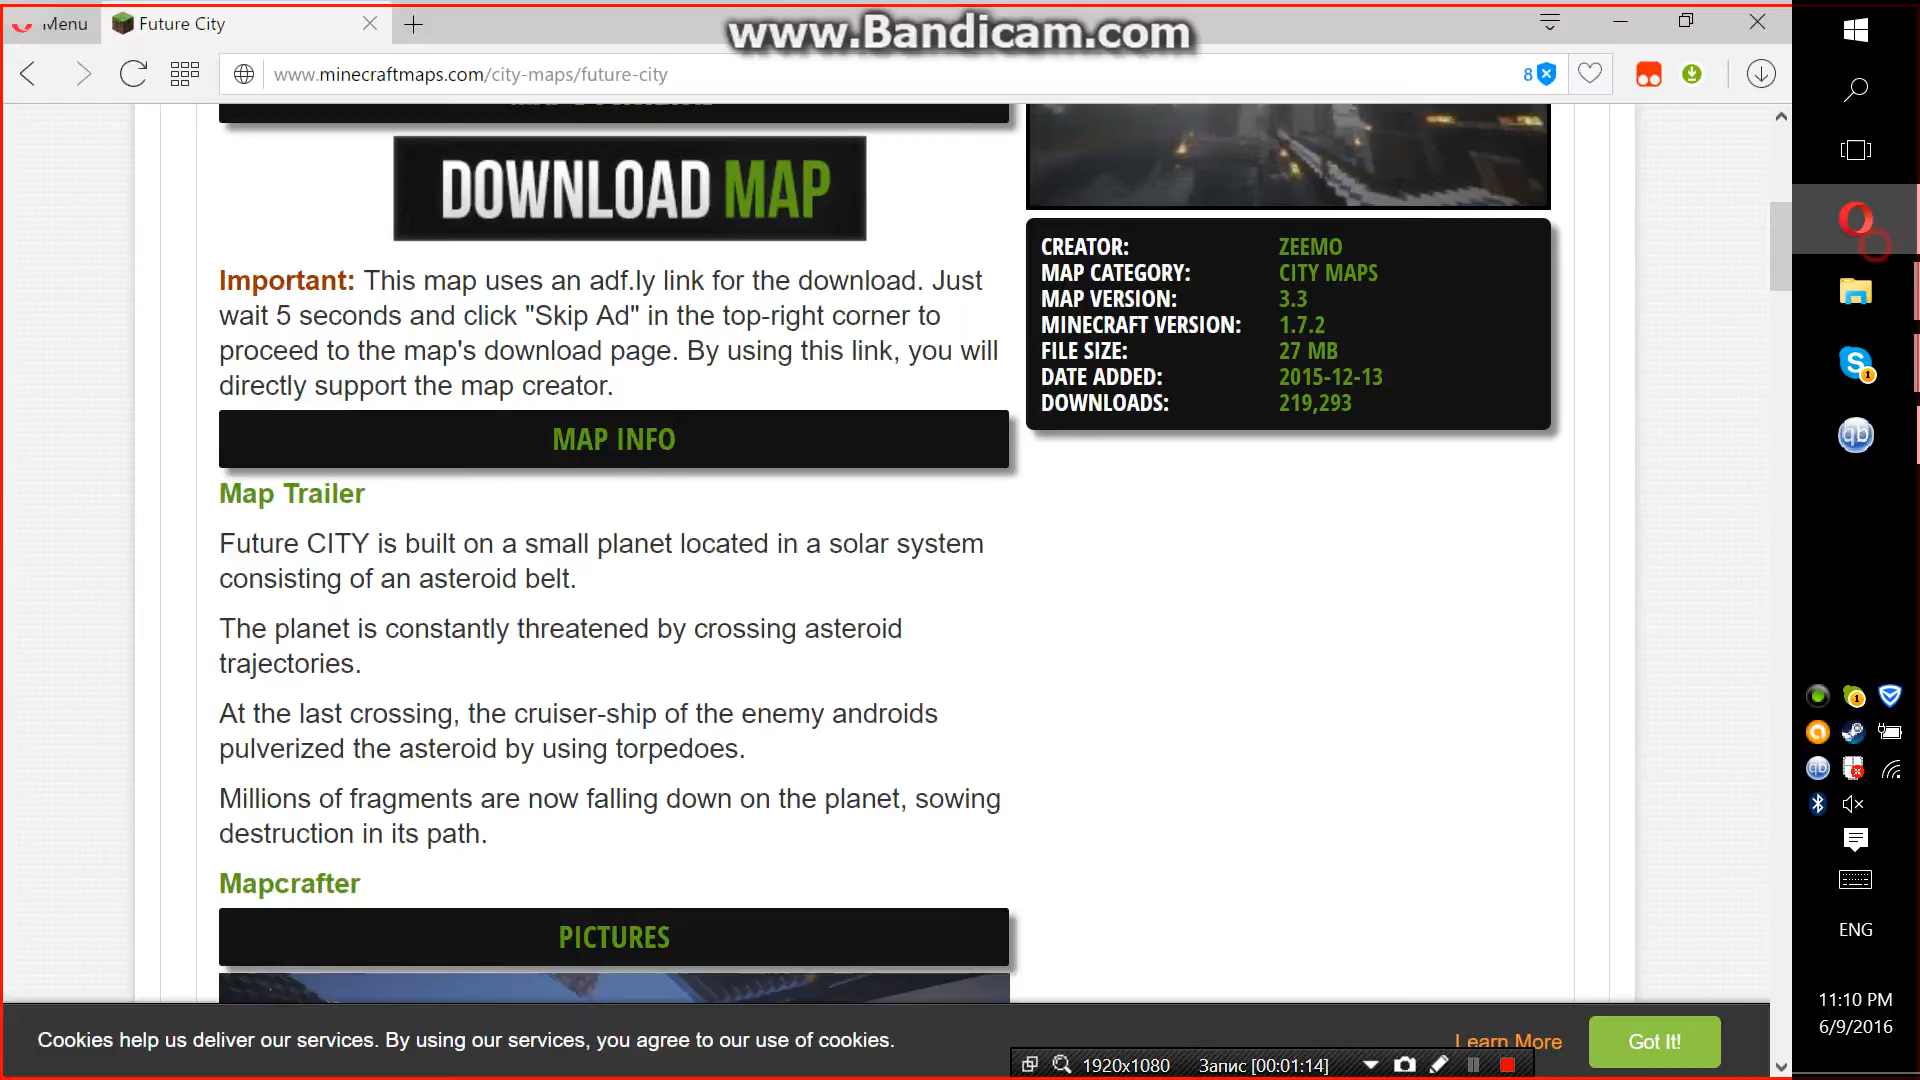 Menu
Future City
www.Bandicam.com
www.minecraftmaps.com/city-maps/future-city
8
DOWNLOAD MAP
Important: This map uses an adf.ly link for the download. Just
wait 5 seconds and click "Skip Ad" in the top-right corner to
proceed to the map's download page. By using this link, you will
directly support the map creator.
MAP INFO
Map Trailer
Future CITY is built on a small planet located in a solar system
consisting of an asteroid belt.
The planet is constantly threatened by crossing asteroid
trajectories.
At the last crossing, the cruiser-ship of the enemy androids
pulverized the asteroid by using torpedoes.
Millions of fragments are now falling down on the planet, sowing
destruction in its path.
Mapcrafter
PICTURES
CREATOR: ZEEMO
MAP CATEGORY: CITY MAPS
MAP VERSION: 3.3
MINECRAFT VERSION: 1.7.2
FILE SIZE: 27 MB
DATE ADDED: 2015-12-13
DOWNLOADS: 219,293
Cookies help us deliver our services. By using our services, you agree to our use of cookies.
Learn More
Got It!
1920x1080
Запис [00:01:14]
S
1
qb
1
qb
ENG
11:10 PM
6/9/2016